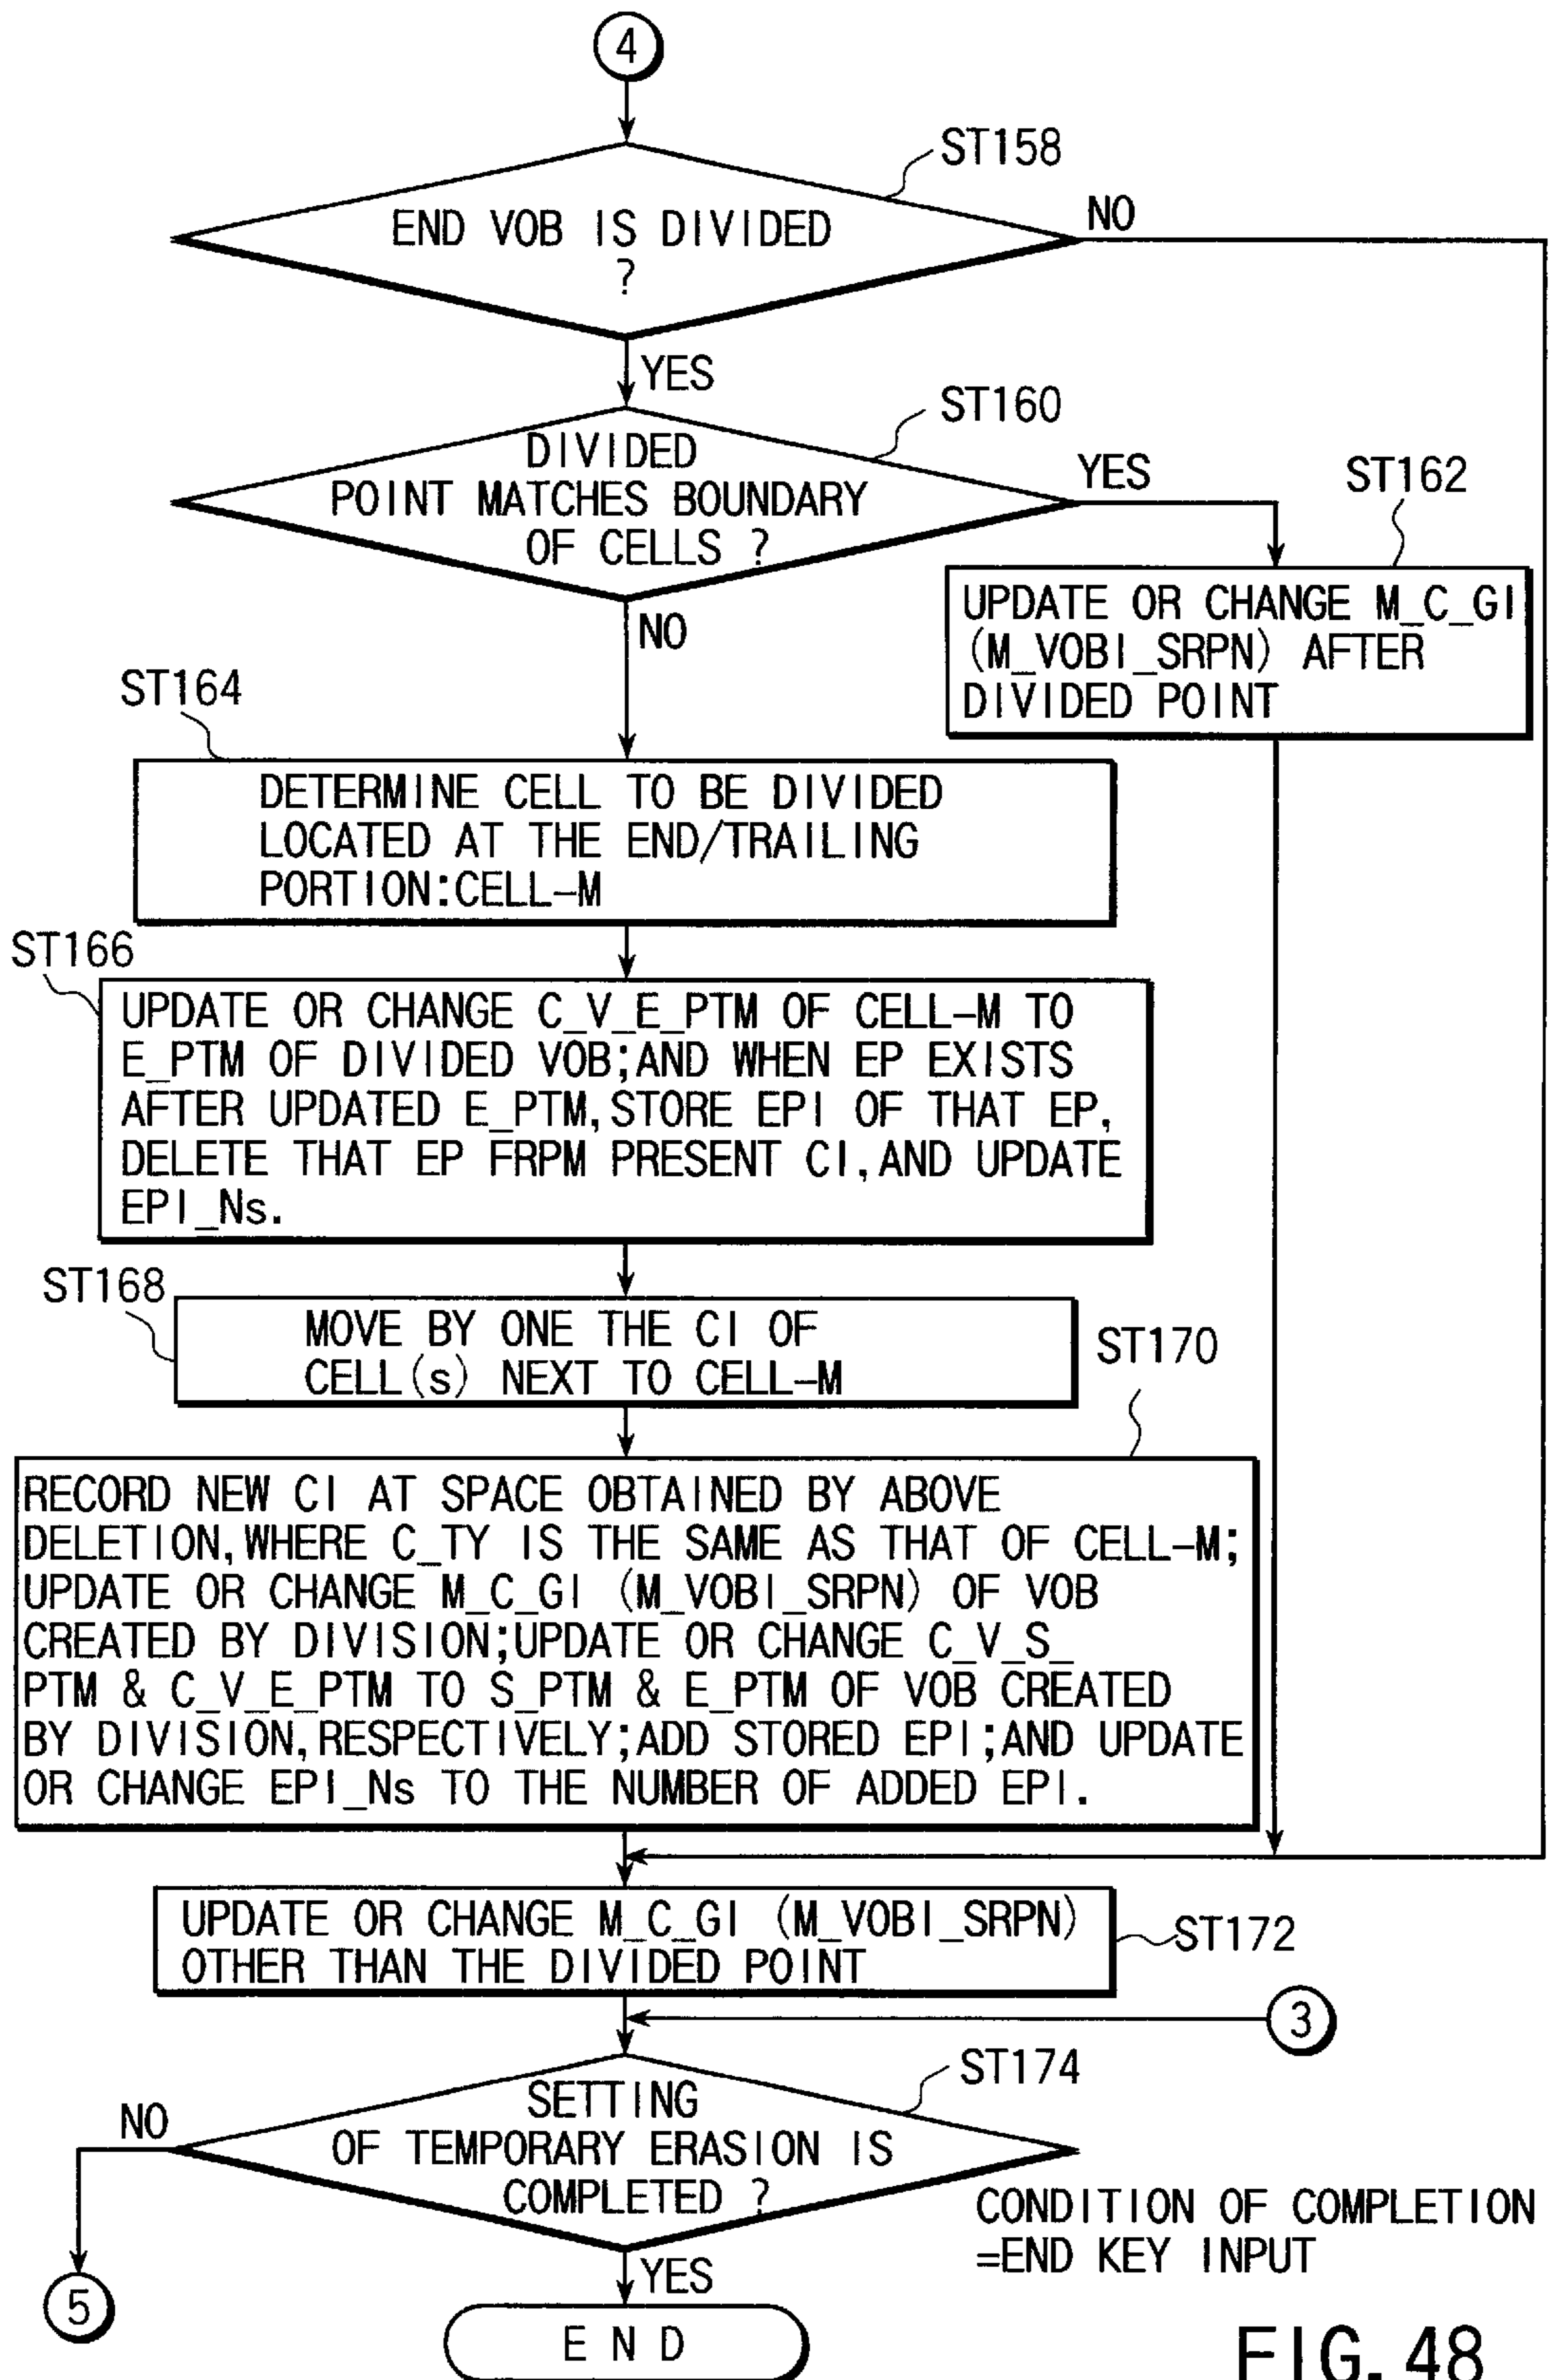 4
ST158
END VOB IS DIVIDED
?
NO
YES
ST160
DIVIDED
POINT MATCHES BOUNDARY
OF CELLS ?
YES
ST162
UPDATE OR CHANGE M_C_GI
(M_VOBI_SRPN) AFTER
DIVIDED POINT
NO
ST164
DETERMINE CELL TO BE DIVIDED
LOCATED AT THE END/TRAILING
PORTION:CELL-M
ST166
UPDATE OR CHANGE C_V_E_PTM OF CELL-M TO
E_PTM OF DIVIDED VOB;AND WHEN EP EXISTS
AFTER UPDATED E_PTM,STORE EPI OF THAT EP,
DELETE THAT EP FRPM PRESENT CI,AND UPDATE
EPI_Ns.
ST168
MOVE BY ONE THE CI OF
CELL(s) NEXT TO CELL-M
ST170
RECORD NEW CI AT SPACE OBTAINED BY ABOVE
DELETION,WHERE C_TY IS THE SAME AS THAT OF CELL-M;
UPDATE OR CHANGE M_C_GI (M_VOBI_SRPN) OF VOB
CREATED BY DIVISION;UPDATE OR CHANGE C_V_S_
PTM & C_V_E_PTM TO S_PTM & E_PTM OF VOB CREATED
BY DIVISION,RESPECTIVELY;ADD STORED EPI;AND UPDATE
OR CHANGE EPI_Ns TO THE NUMBER OF ADDED EPI.
UPDATE OR CHANGE M_C_GI (M_VOBI_SRPN)
OTHER THAN THE DIVIDED POINT
ST172
3
ST174
SETTING
OF TEMPORARY ERASION IS
COMPLETED ?
NO
CONDITION OF COMPLETION
=END KEY INPUT
YES
5
END
FIG. 48